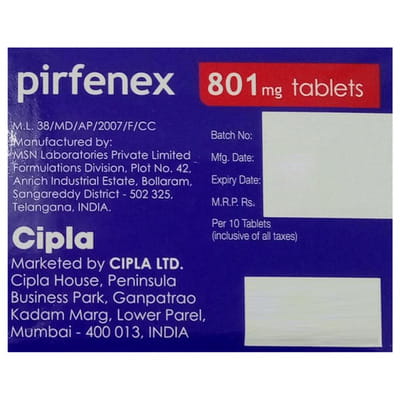 pirfenex
801mg tablets
M.L. 38/MD/AP/2007/F/CC
Manufactured by:
MSN Laboratories Private Limited
Formulations Division, Plot No. 42,
Anrich Industrial Estate, Bollaram,
Sangareddy District - 502 325,
Telangana, INDIA.
Cipla
Marketed by CIPLA LTD.
Cipla House, Peninsula
Business Park, Ganpatrao
Kadam Marg, Lower Parel,
Mumbai - 400 013, INDIA
Batch No:
Mfg. Date:
Expiry Date:
M.R.P. Rs.
Per 10 Tablets
(inclusive of all taxes)